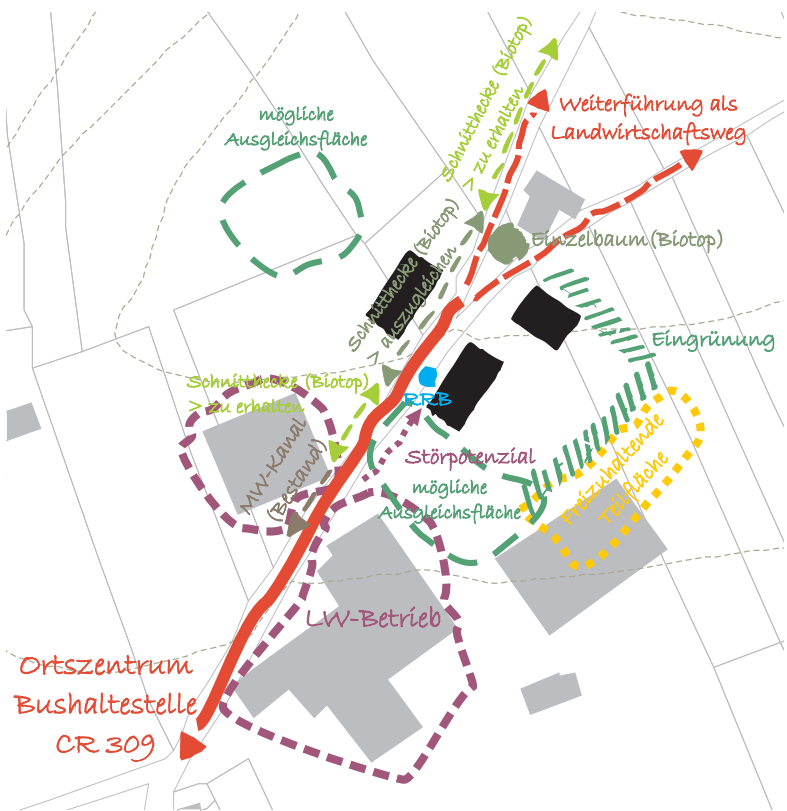 Schnitthecke (Biotop)
> zu erhalten
Weiterführung als
Landwirtschaftsweg
mögliche
Ausgleichsfläche
Schnitthecke (Biotop)
> auszugleichen
Einzelbaum (Biotop)
Eingrünung
Schnitthecke (Biotop)
> zu erhalten
RRB
MW-Kanal
(Bestand)
Störpotenzial
mögliche
Ausgleichsfläche
Freizuhaltende
Teilfläche
LW-Betrieb
Ortszentrum
Bushaltestelle
CR 309